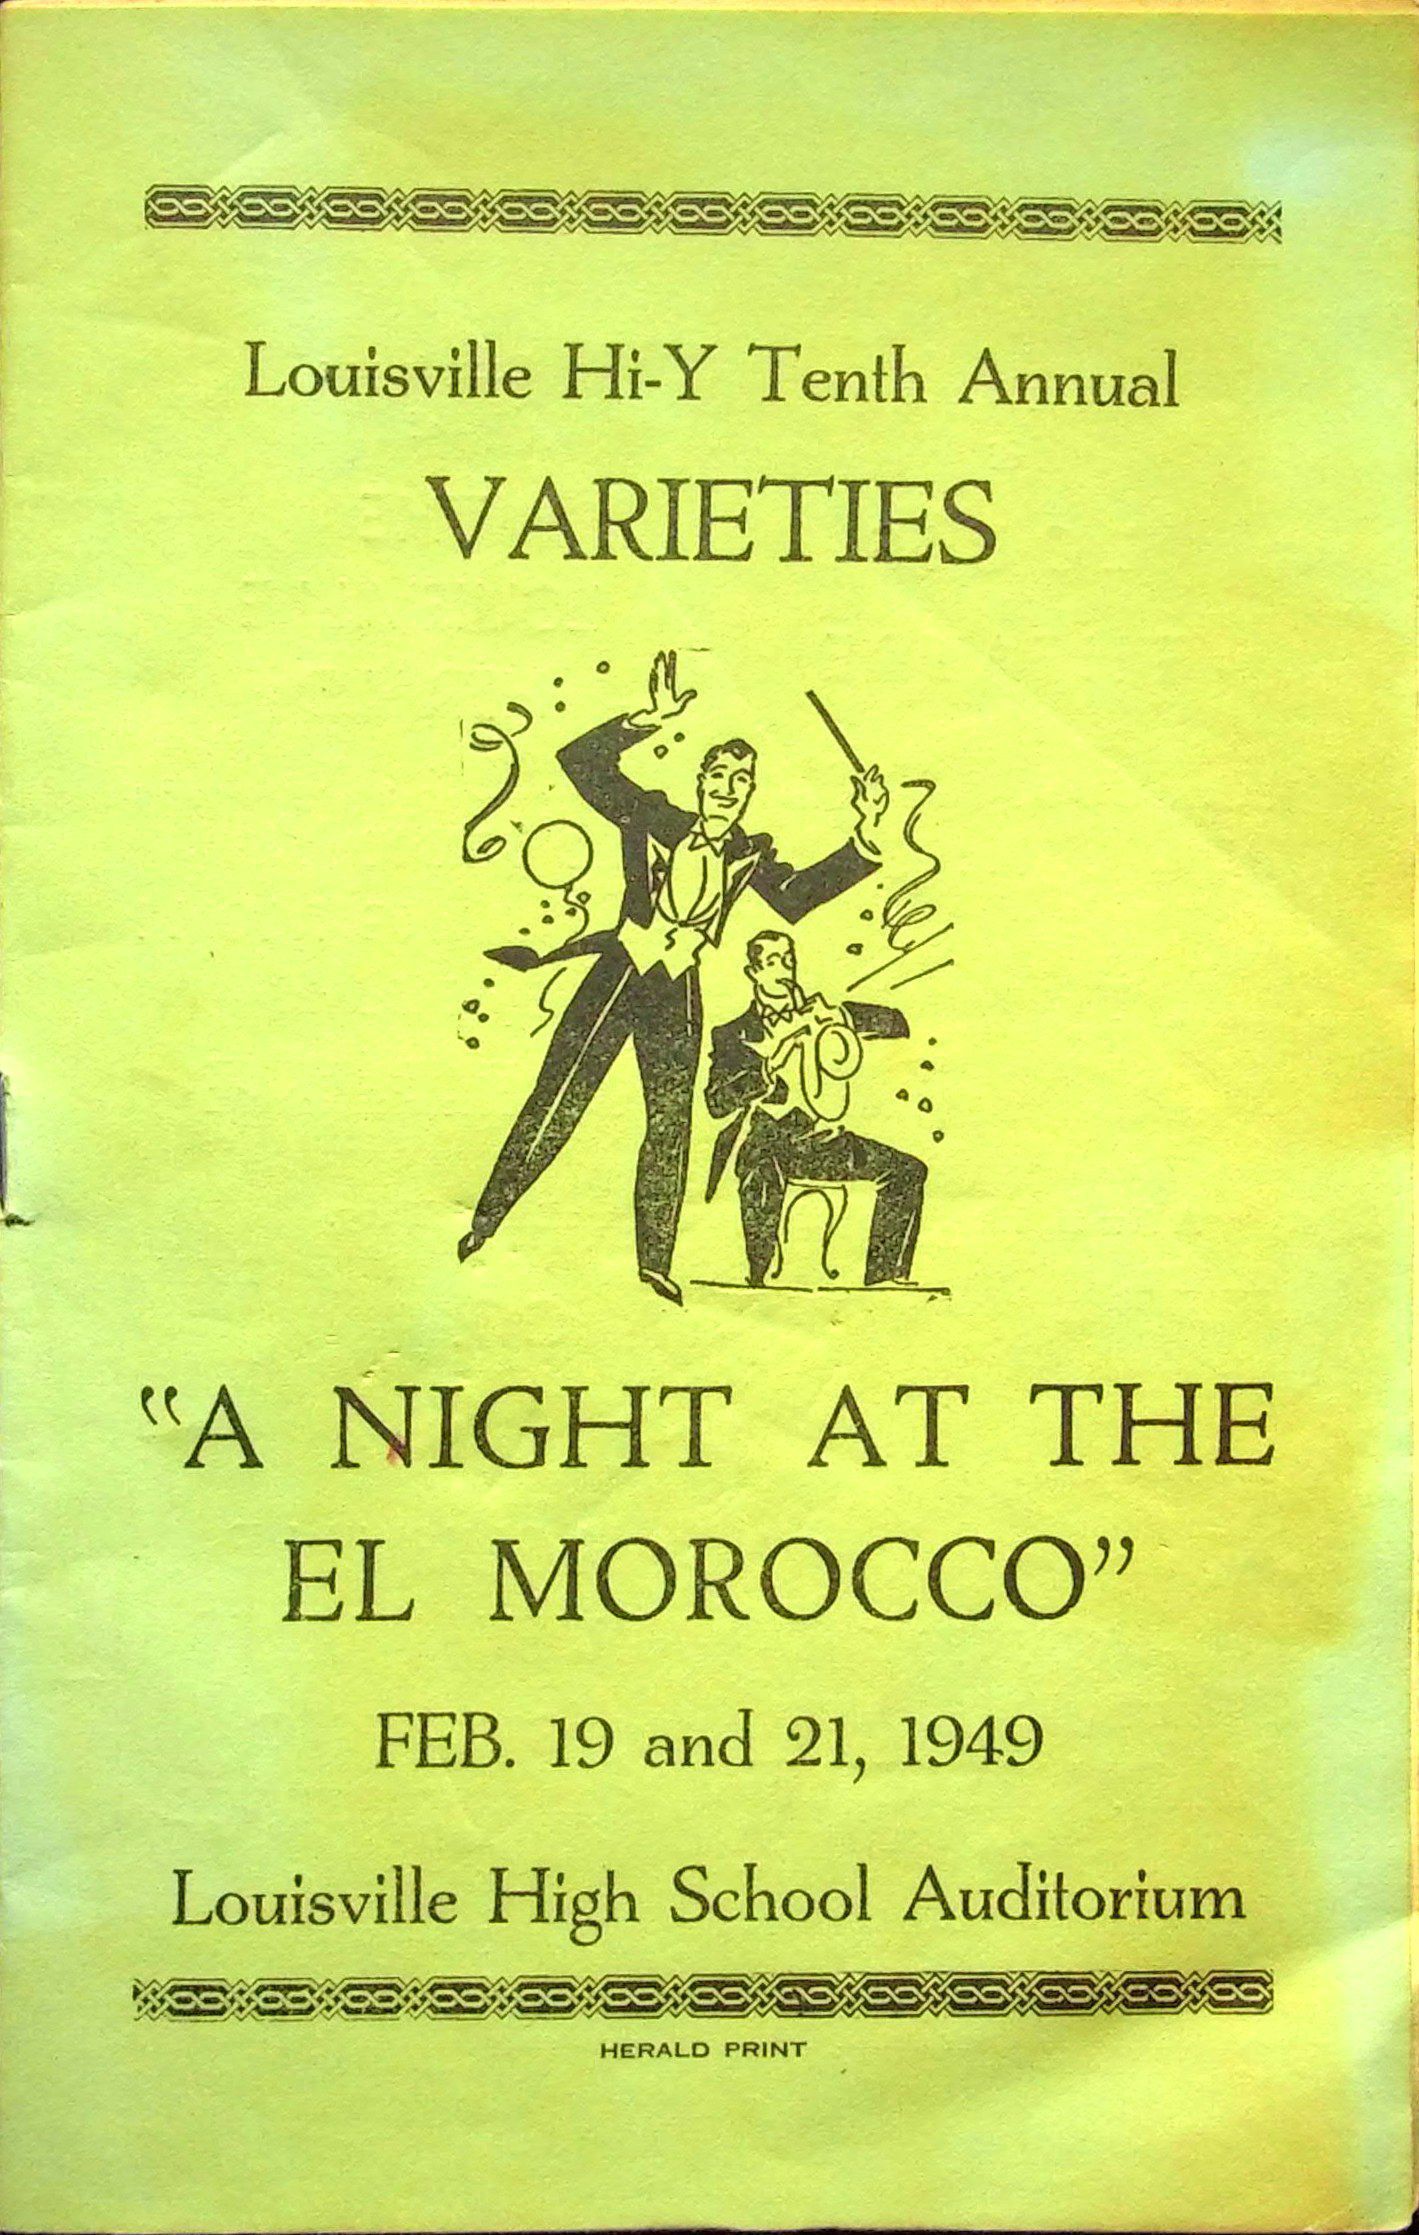 Louisville Hi-Y Tenth Annual
VARIETIES
“A NIGHT AT THE
EL MOROCCO”
FEB. 19 and 21, 1949
Louisville High School Auditorium
HERALD PRINT